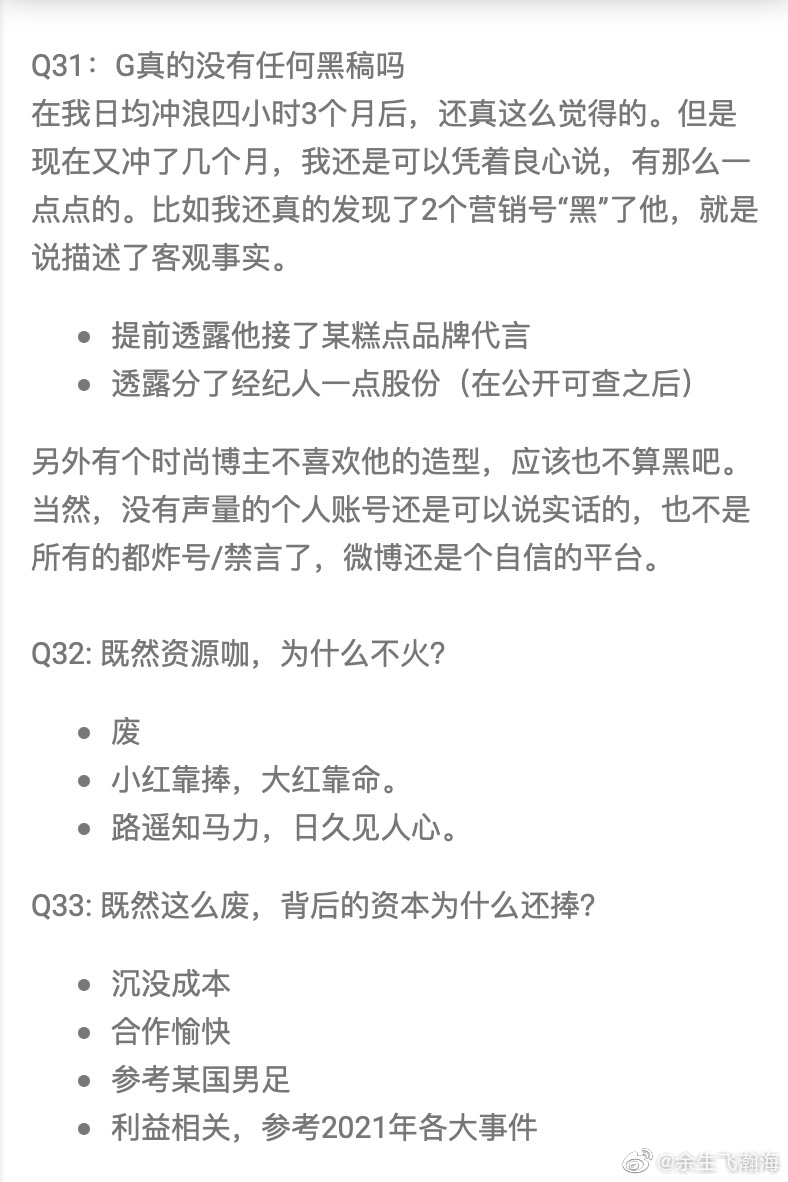 Q31：G真的没有任何黑稿吗
在我日均冲浪四小时3个月后，还真这么觉得的。但是
现在又冲了几个月，我还是可以凭着良心说，有那么一
点点的。比如我还真的发现了2个营销号“黑”了他，就是
说描述了客观事实。
● 提前透露他接了某糕点品牌代言
● 透露分了经纪人一点股份（在公开可查之后）
另外有个时尚博主不喜欢他的造型，应该也不算黑吧。
当然，没有声量的个人账号还是可以说实话的，也不是
所有的都炸号/禁言了，微博还是个自信的平台。
Q32: 既然资源咖，为什么不火？
● 废
● 小红靠捧，大红靠命。
● 路遥知马力，日久见人心。
Q33: 既然这么废，背后的资本为什么还捧？
● 沉没成本
● 合作愉快
● 参考某国男足
● 利益相关，参考2021年各大事件
@余生飞瀚海